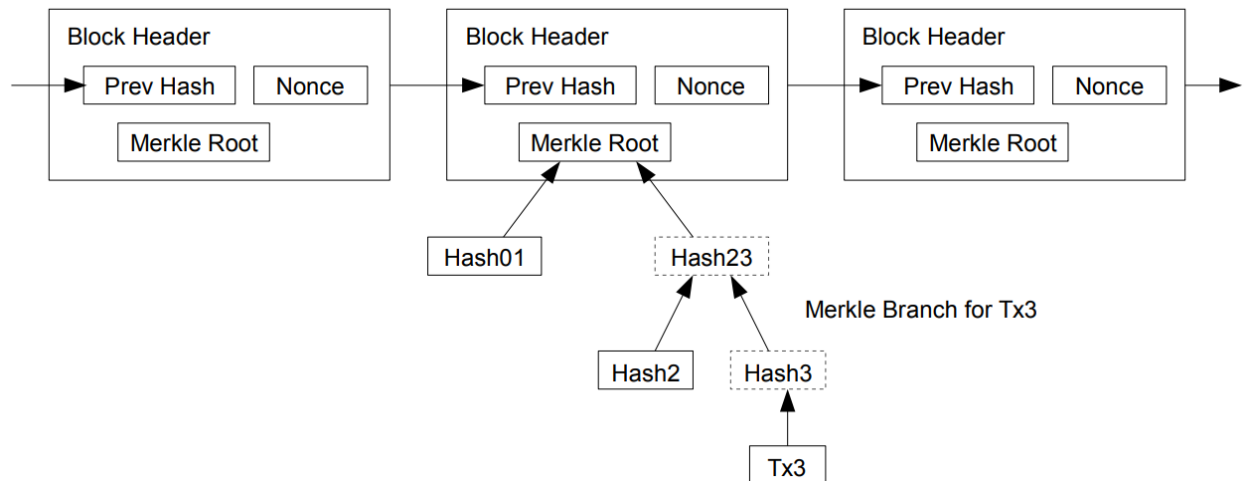 Block Header
Block Header
Block Header
Prev Hash
Nonce
Prev Hash
Nonce
Prev Hash
Nonce
Merkle Root
Merkle Root
Merkle Root
Hash01
Hash23
Merkle Branch for Tx3
Hash2
Hash3
Tx3